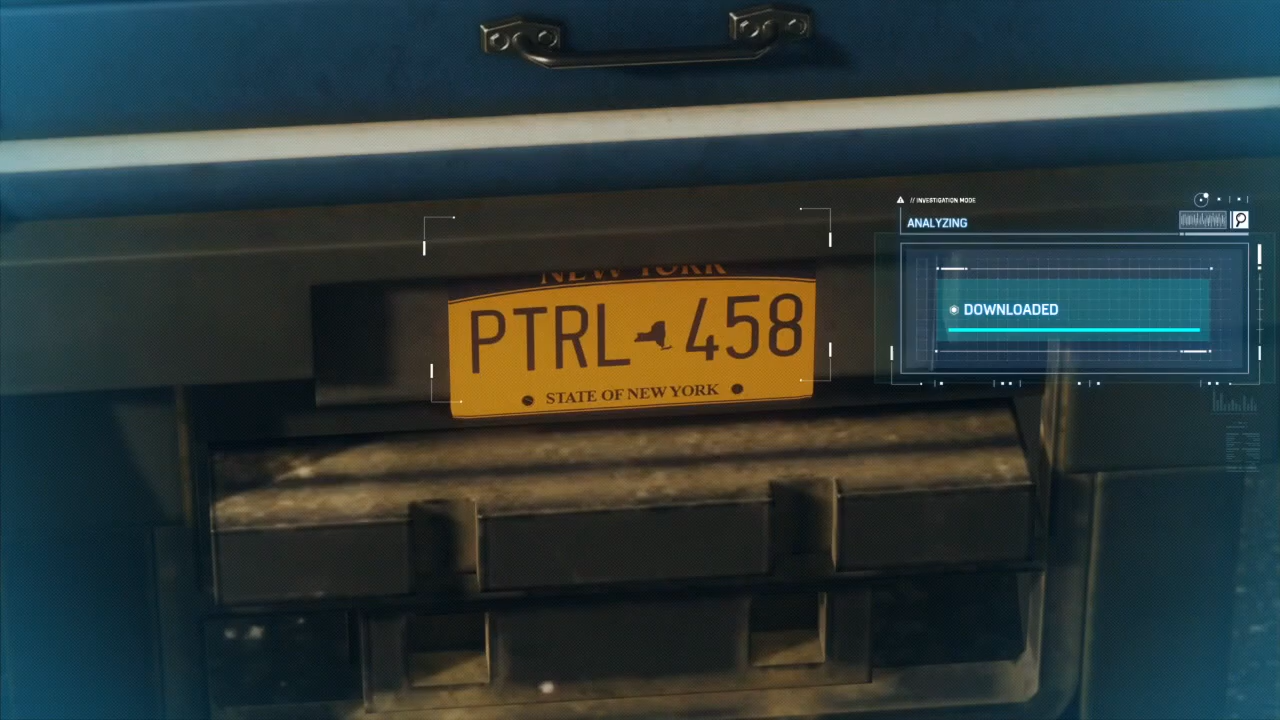 // INVESTIGATION MODE
ANALYZING
NEW YORK
PTRL 458
DOWNLOADED
STATE OF NEW YORK